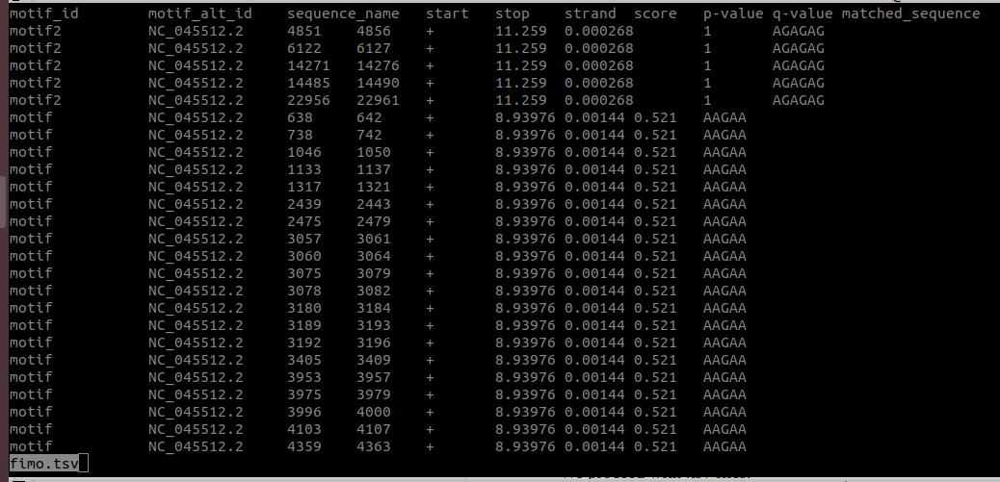 motif_id motif_alt_id sequence_name start stop strand score p-value q-value matched_sequence
motif2 NC_045512.2 4851 4856 + 11.259 0.000268 1 AGAGAG
motif2 NC_045512.2 6122 6127 + 11.259 0.000268 1 AGAGAG
motif2 NC_045512.2 14271 14276 + 11.259 0.000268 1 AGAGAG
motif2 NC_045512.2 14485 14490 + 11.259 0.000268 1 AGAGAG
motif2 NC_045512.2 22956 22961 + 11.259 0.000268 1 AGAGAG
motif NC_045512.2 638 642 + 8.93976 0.00144 0.521 AAGAA
motif NC_045512.2 738 742 + 8.93976 0.00144 0.521 AAGAA
motif NC_045512.2 1046 1050 + 8.93976 0.00144 0.521 AAGAA
motif NC_045512.2 1133 1137 + 8.93976 0.00144 0.521 AAGAA
motif NC_045512.2 1317 1321 + 8.93976 0.00144 0.521 AAGAA
motif NC_045512.2 2439 2443 + 8.93976 0.00144 0.521 AAGAA
motif NC_045512.2 2475 2479 + 8.93976 0.00144 0.521 AAGAA
motif NC_045512.2 3057 3061 + 8.93976 0.00144 0.521 AAGAA
motif NC_045512.2 3060 3064 + 8.93976 0.00144 0.521 AAGAA
motif NC_045512.2 3075 3079 + 8.93976 0.00144 0.521 AAGAA
motif NC_045512.2 3078 3082 + 8.93976 0.00144 0.521 AAGAA
motif NC_045512.2 3180 3184 + 8.93976 0.00144 0.521 AAGAA
motif NC_045512.2 3189 3193 + 8.93976 0.00144 0.521 AAGAA
motif NC_045512.2 3192 3196 + 8.93976 0.00144 0.521 AAGAA
motif NC_045512.2 3405 3409 + 8.93976 0.00144 0.521 AAGAA
motif NC_045512.2 3953 3957 + 8.93976 0.00144 0.521 AAGAA
motif NC_045512.2 3975 3979 + 8.93976 0.00144 0.521 AAGAA
motif NC_045512.2 3996 4000 + 8.93976 0.00144 0.521 AAGAA
motif NC_045512.2 4103 4107 + 8.93976 0.00144 0.521 AAGAA
motif NC_045512.2 4359 4363 + 8.93976 0.00144 0.521 AAGAA
fimo.tsv